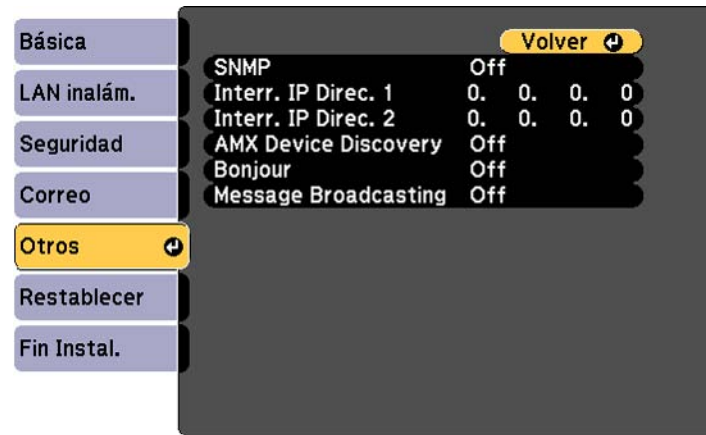 Básica
LAN inalám.
Seguridad
Correo
Otros
Restablecer
Fin Instal.
Volver
SNMP Off
Interr. IP Direc. 1 0. 0. 0. 0
Interr. IP Direc. 2 0. 0. 0. 0
AMX Device Discovery Off
Bonjour Off
Message Broadcasting Off